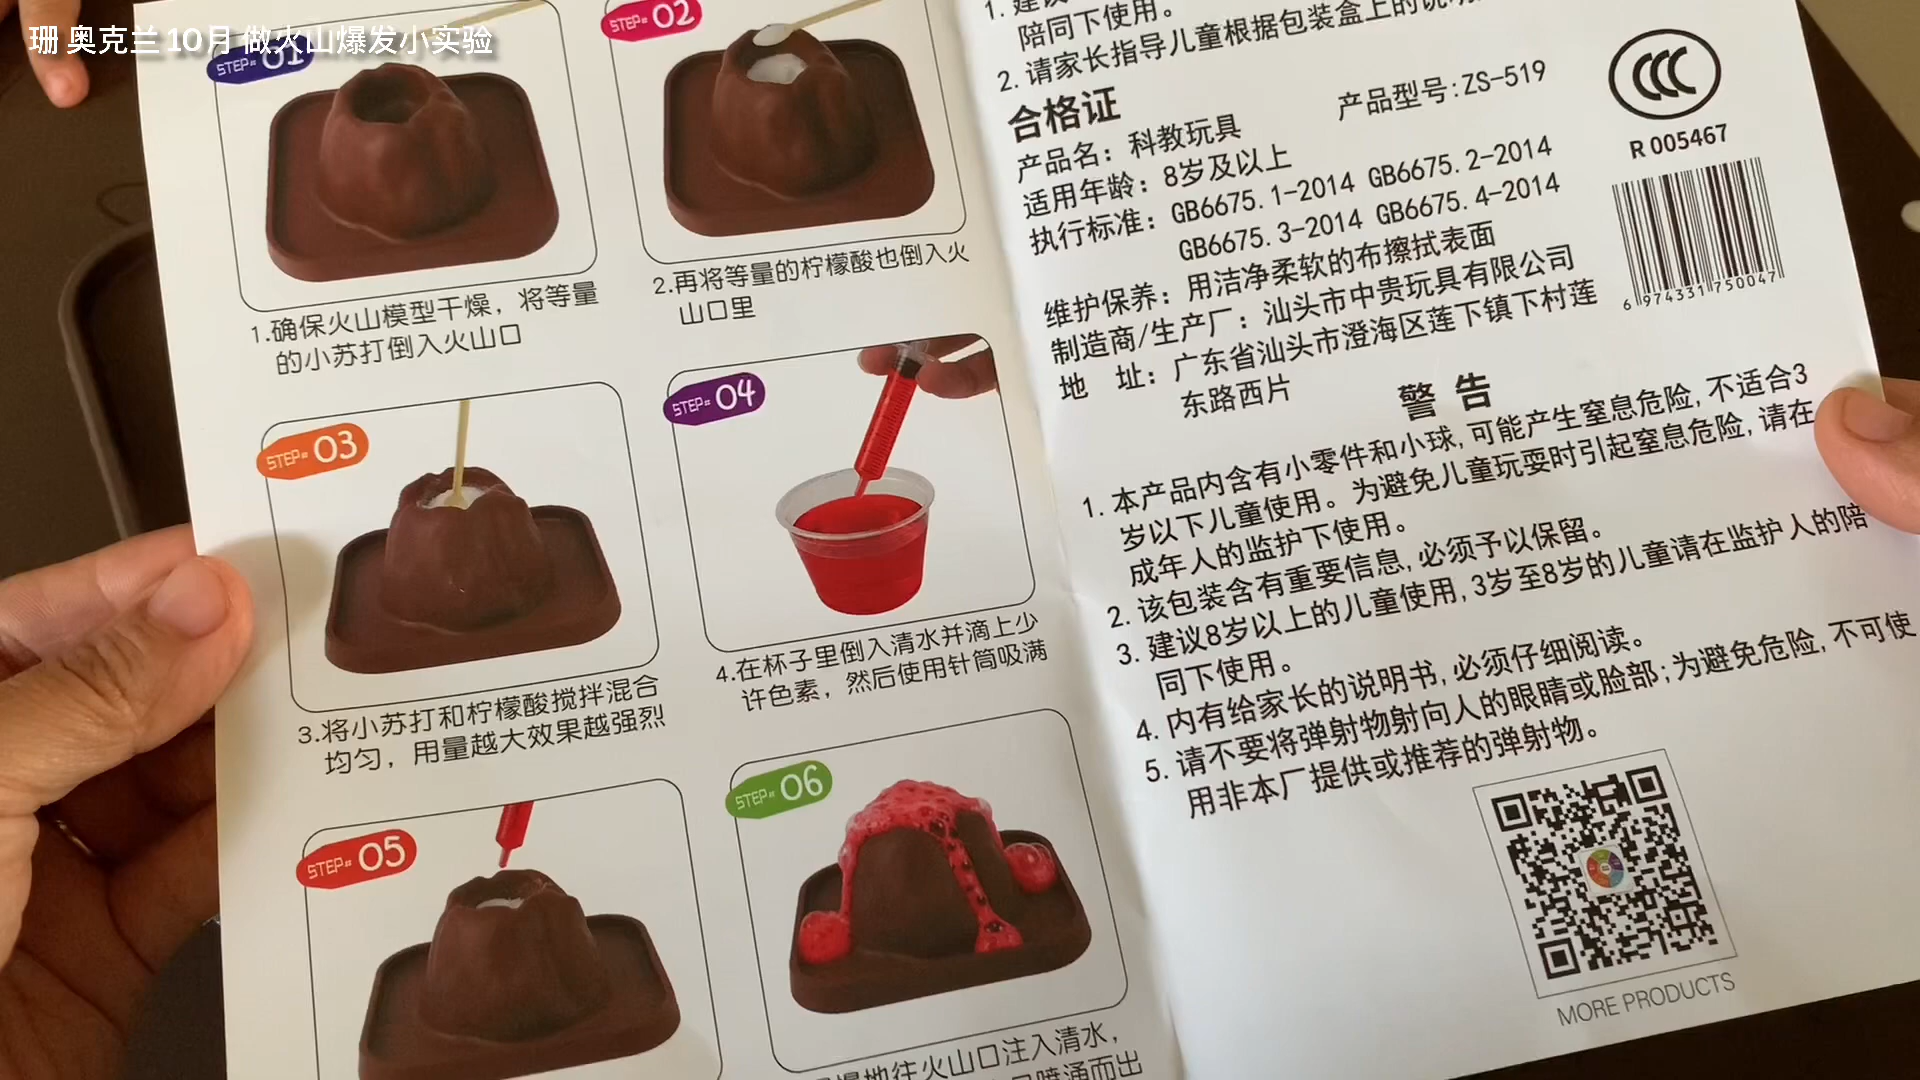 珊 奥克兰 10月 做火山爆发小实验
STEP= 01
1.确保火山模型干燥，将等量
的小苏打倒入火山口
STEP= 02
2.再将等量的柠檬酸也倒入火
山口里
STEP= 03
3.将小苏打和柠檬酸搅拌混合
均匀，用量越大效果越强烈
STEP= 04
4.在杯子里倒入清水并滴上少
许色素，然后使用针筒吸满
STEP= 05
STEP= 06
地往火山口注入清水，
喷涌而出
1. 建议
陪同下使用。
2. 请家长指导儿童根据包装盒上的说明
合格证
产品型号:ZS-519
产品名：科教玩具
适用年龄：8岁及以上
执行标准：GB6675.1-2014 GB6675.2-2014
GB6675.3-2014 GB6675.4-2014
维护保养：用洁净柔软的布擦拭表面
制造商/生产厂：汕头市中贵玩具有限公司
地 址：广东省汕头市澄海区莲下镇下村莲
东路西片
CCC
R 005467
6 974331 750047
警 告
1. 本产品内含有小零件和小球,可能产生窒息危险,不适合3
岁以下儿童使用。为避免儿童玩耍时引起窒息危险,请在
成年人的监护下使用。
2. 该包装含有重要信息,必须予以保留。
3. 建议8岁以上的儿童使用,3岁至8岁的儿童请在监护人的陪
同下使用。
4. 内有给家长的说明书,必须仔细阅读。
5. 请不要将弹射物射向人的眼睛或脸部;为避免危险,不可使
用非本厂提供或推荐的弹射物。
MORE PRODUCTS